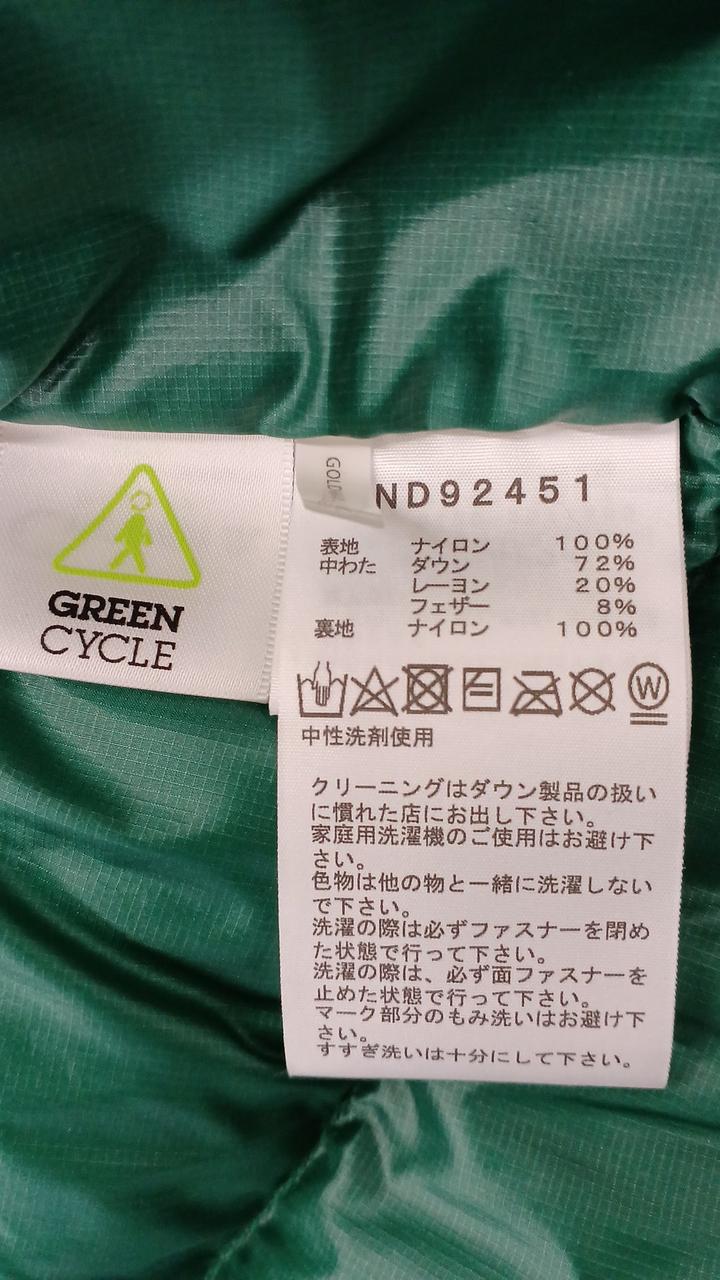 GREEN
CYCLE
GOLD
ND92451
表地 ナイロン 100%
中わた ダウン 72%
レーヨン 20%
フェザー 8%
裏地 ナイロン 100%
W
中性洗剤使用
クリーニングはダウン製品の扱い
に慣れた店にお出し下さい。
家庭用洗濯機のご使用はお避け下
さい。
色物は他の物と一緒に洗濯しない
で下さい。
洗濯の際は必ずファスナーを閉め
た状態で行って下さい。
洗濯の際は、必ず面ファスナーを
止めた状態で行って下さい。
マーク部分のもみ洗いはお避け下
さい。
すすぎ洗いは十分にして下さい。